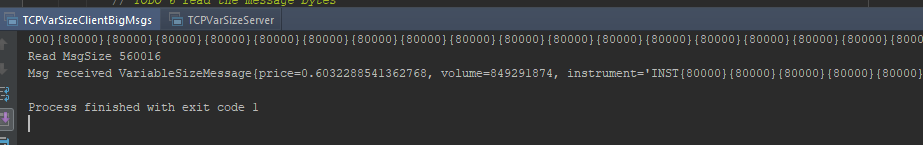 // TODO 6 read the message bytes
TCPVarSizeClientBigMsgs
TCPVarSizeServer
000}{80000}{80000}{80000}{80000}{80000}{80000}{80000}{80000}{80000}{80000}{80000}{80000}{80000}{80000}{80000}{80000}{80000}{8000
Read MsgSize 560016
Msg received VariableSizeMessage{price=0.6032288541362768, volume=849291874, instrument='INST{80000}{80000}{80000}{80000}{80000}
Process finished with exit code 1